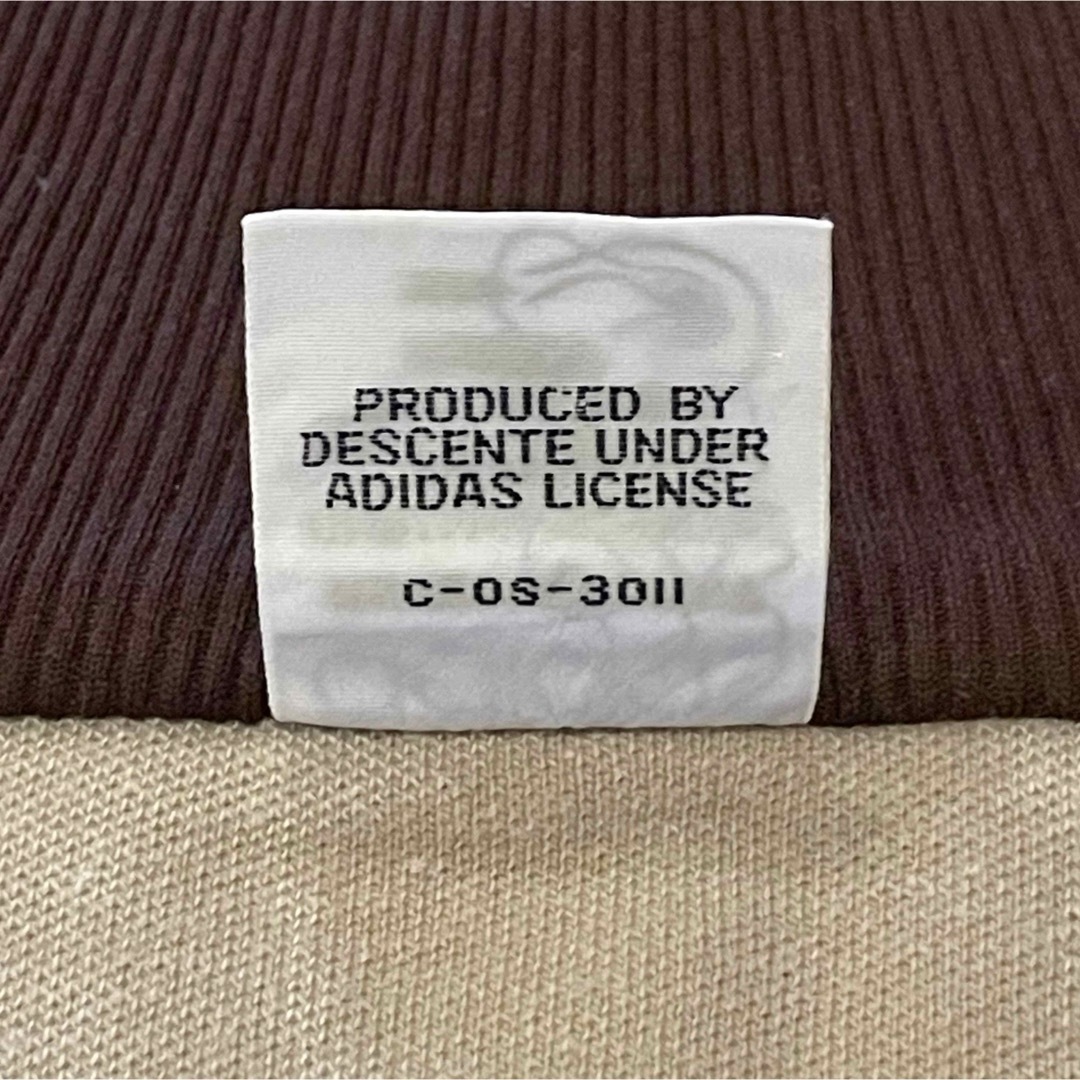 PRODUCED BY
DESCENTE UNDER
ADIDAS LICENSE
C-OS-3011